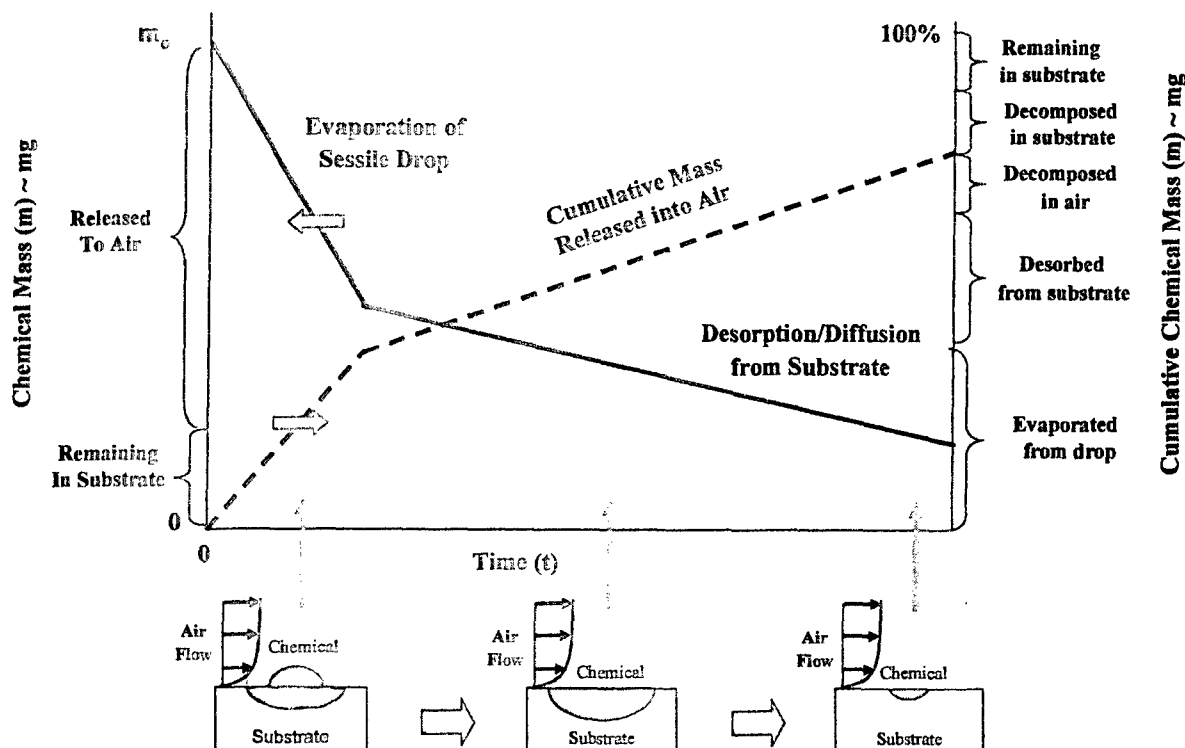 m₀
100%
Remaining
in substrate
Decomposed
in substrate
Decomposed
in air
Desorbed
from substrate
Evaporated
from drop
Cumulative Chemical Mass (m) ~ mg
Chemical Mass (m) ~ mg
Released
To Air
Remaining
In Substrate
Evaporation of
Sessile Drop
Cumulative Mass
Released into Air
Desorption/Diffusion
from Substrate
0
0
Time (t)
Air
Flow
Chemical
Substrate
Air
Flow
Chemical
Substrate
Air
Flow
Chemical
Substrate